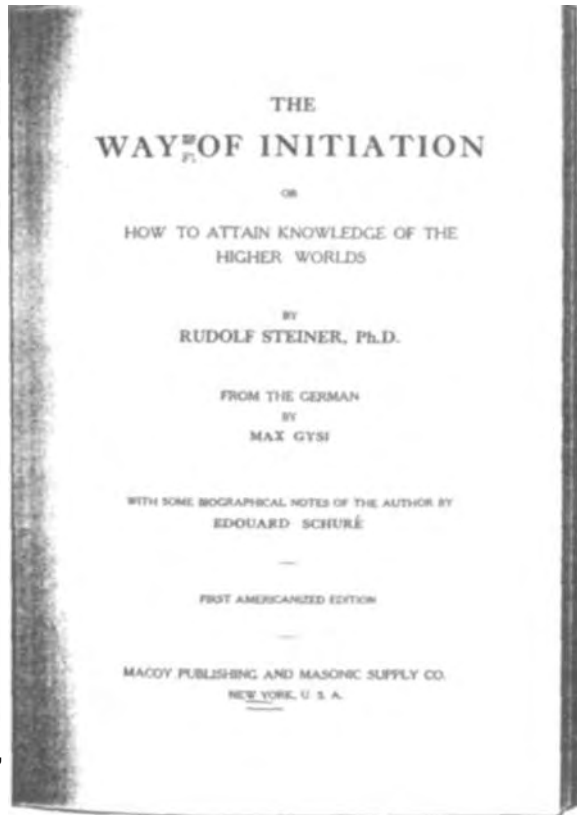 THE
WAY OF INITIATION
OR
HOW TO ATTAIN KNOWLEDGE OF THE
HIGHER WORLDS
BY
RUDOLF STEINER, Ph.D.
FROM THE GERMAN
BY
MAX GYSI
WITH SOME BIOGRAPHICAL NOTES OF THE AUTHOR BY
EDOUARD SCHURÉ
FIRST AMERICANIZED EDITION
MACOY PUBLISHING AND MASONIC SUPPLY CO.
NEW YORK, U. S. A.